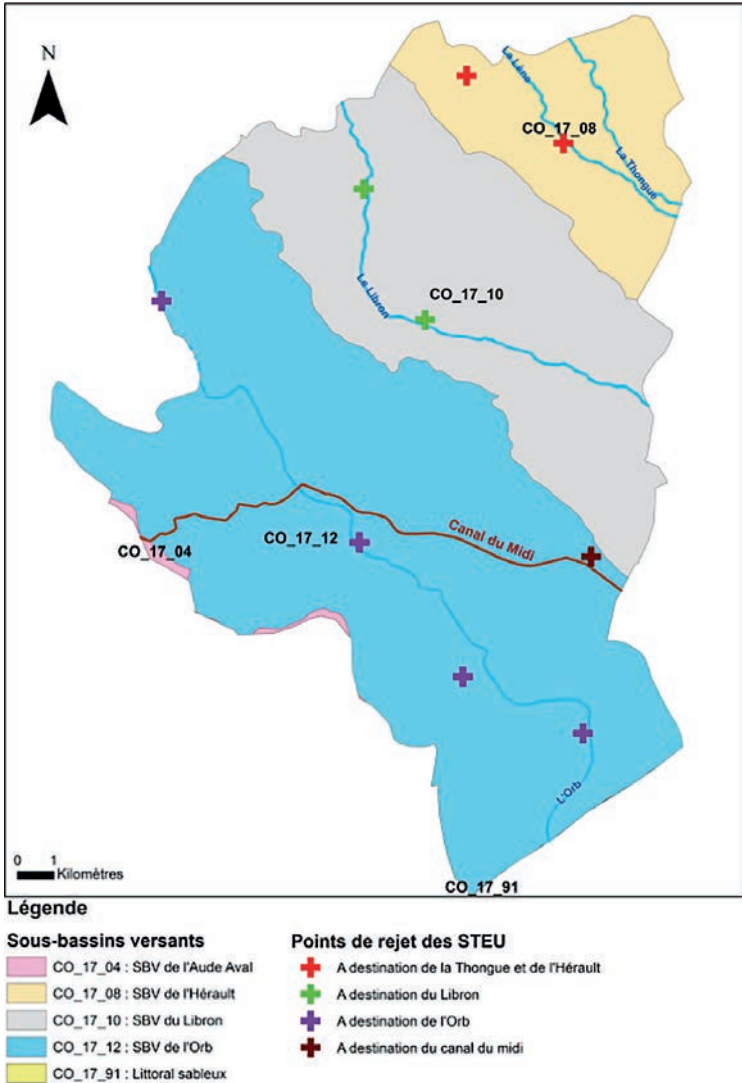 N
La Léne
CO_17_08
La Thongue
Le Libron
CO_17_10
Canal du Midi
CO_17_04
CO_17_12
L'Orb
0 1
Kilomètres
CO_17_91
Légende
Sous-bassins versants
CO_17_04 : SBV de l'Aude Aval
CO_17_08 : SBV de l'Hérault
CO_17_10 : SBV du Libron
CO_17_12 : SBV de l'Orb
CO_17_91 : Littoral sableux
Points de rejet des STEU
A destination de la Thongue et de l'Hérault
A destination du Libron
A destination de l'Orb
A destination du canal du midi